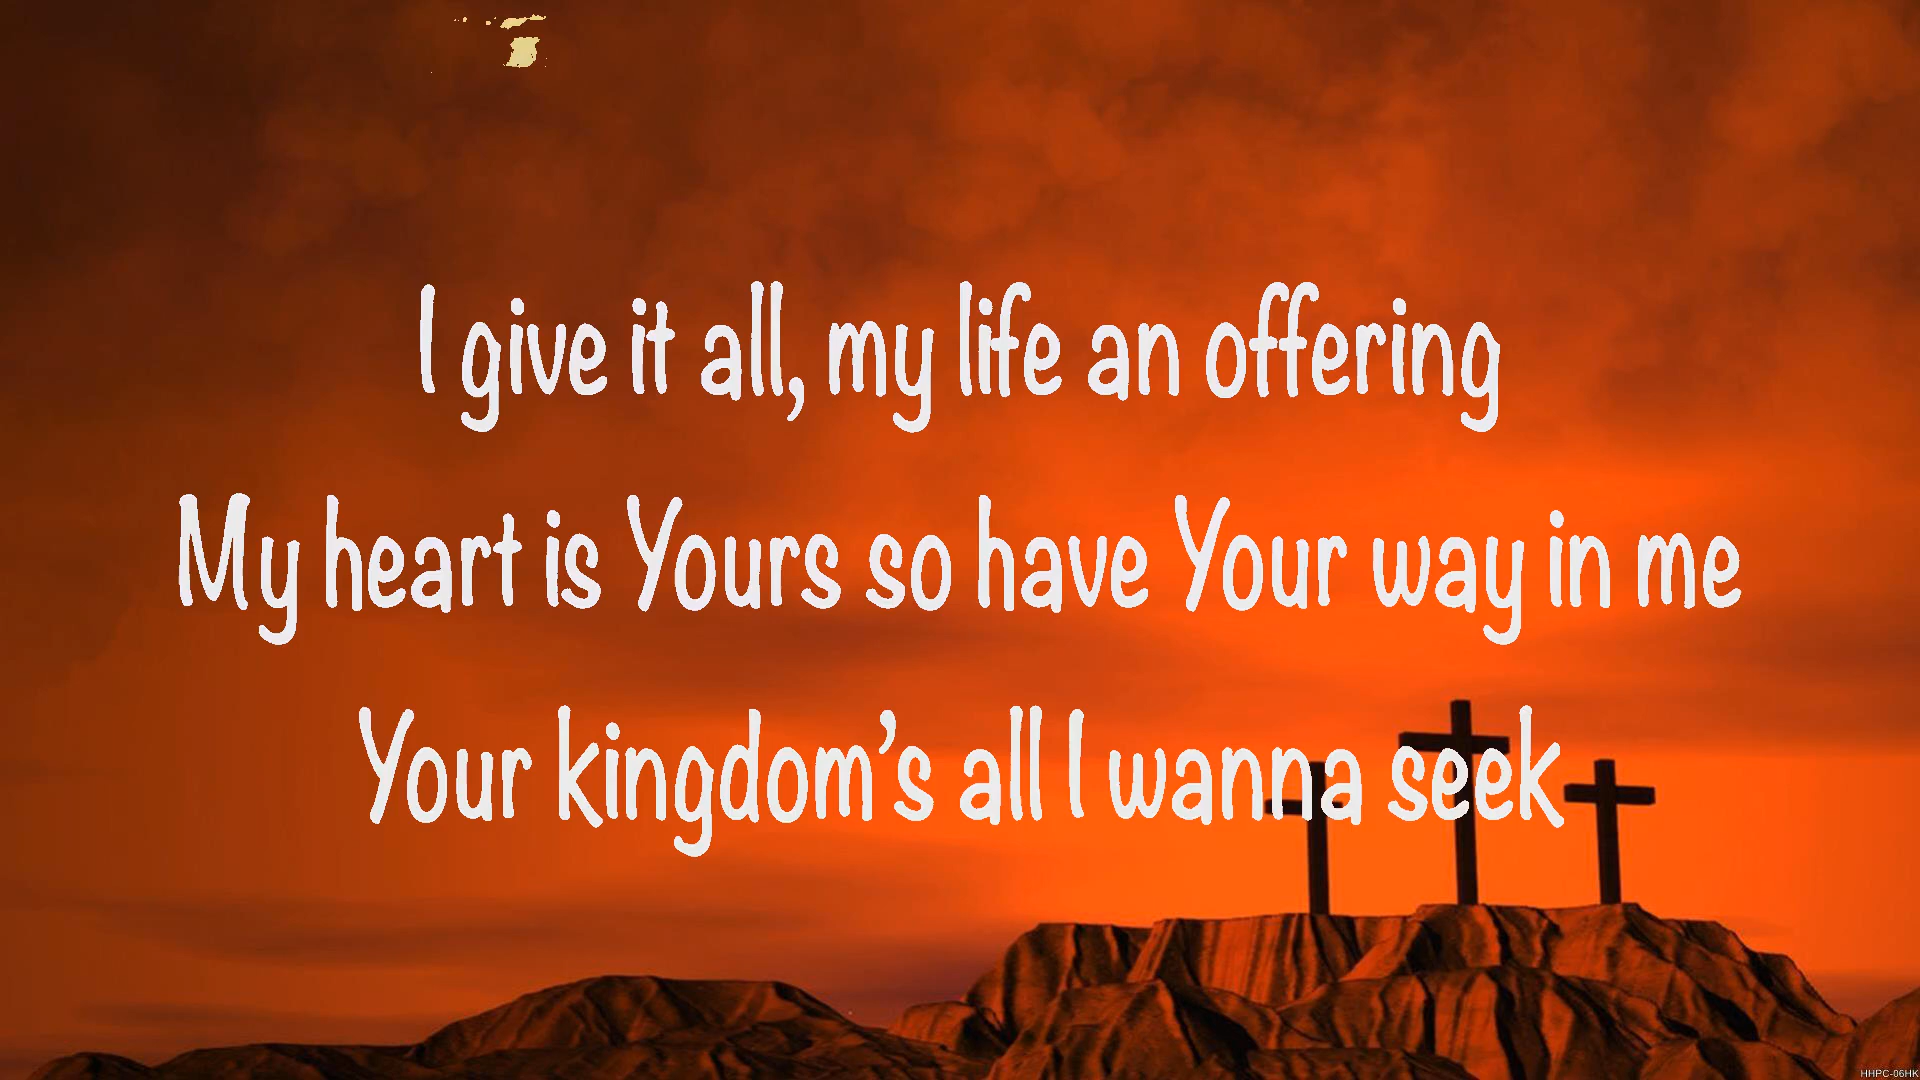 I give it all, my life an offering
My heart is Yours so have Your way in me
Your kingdom’s all I wanna seek
HHPC-06HK